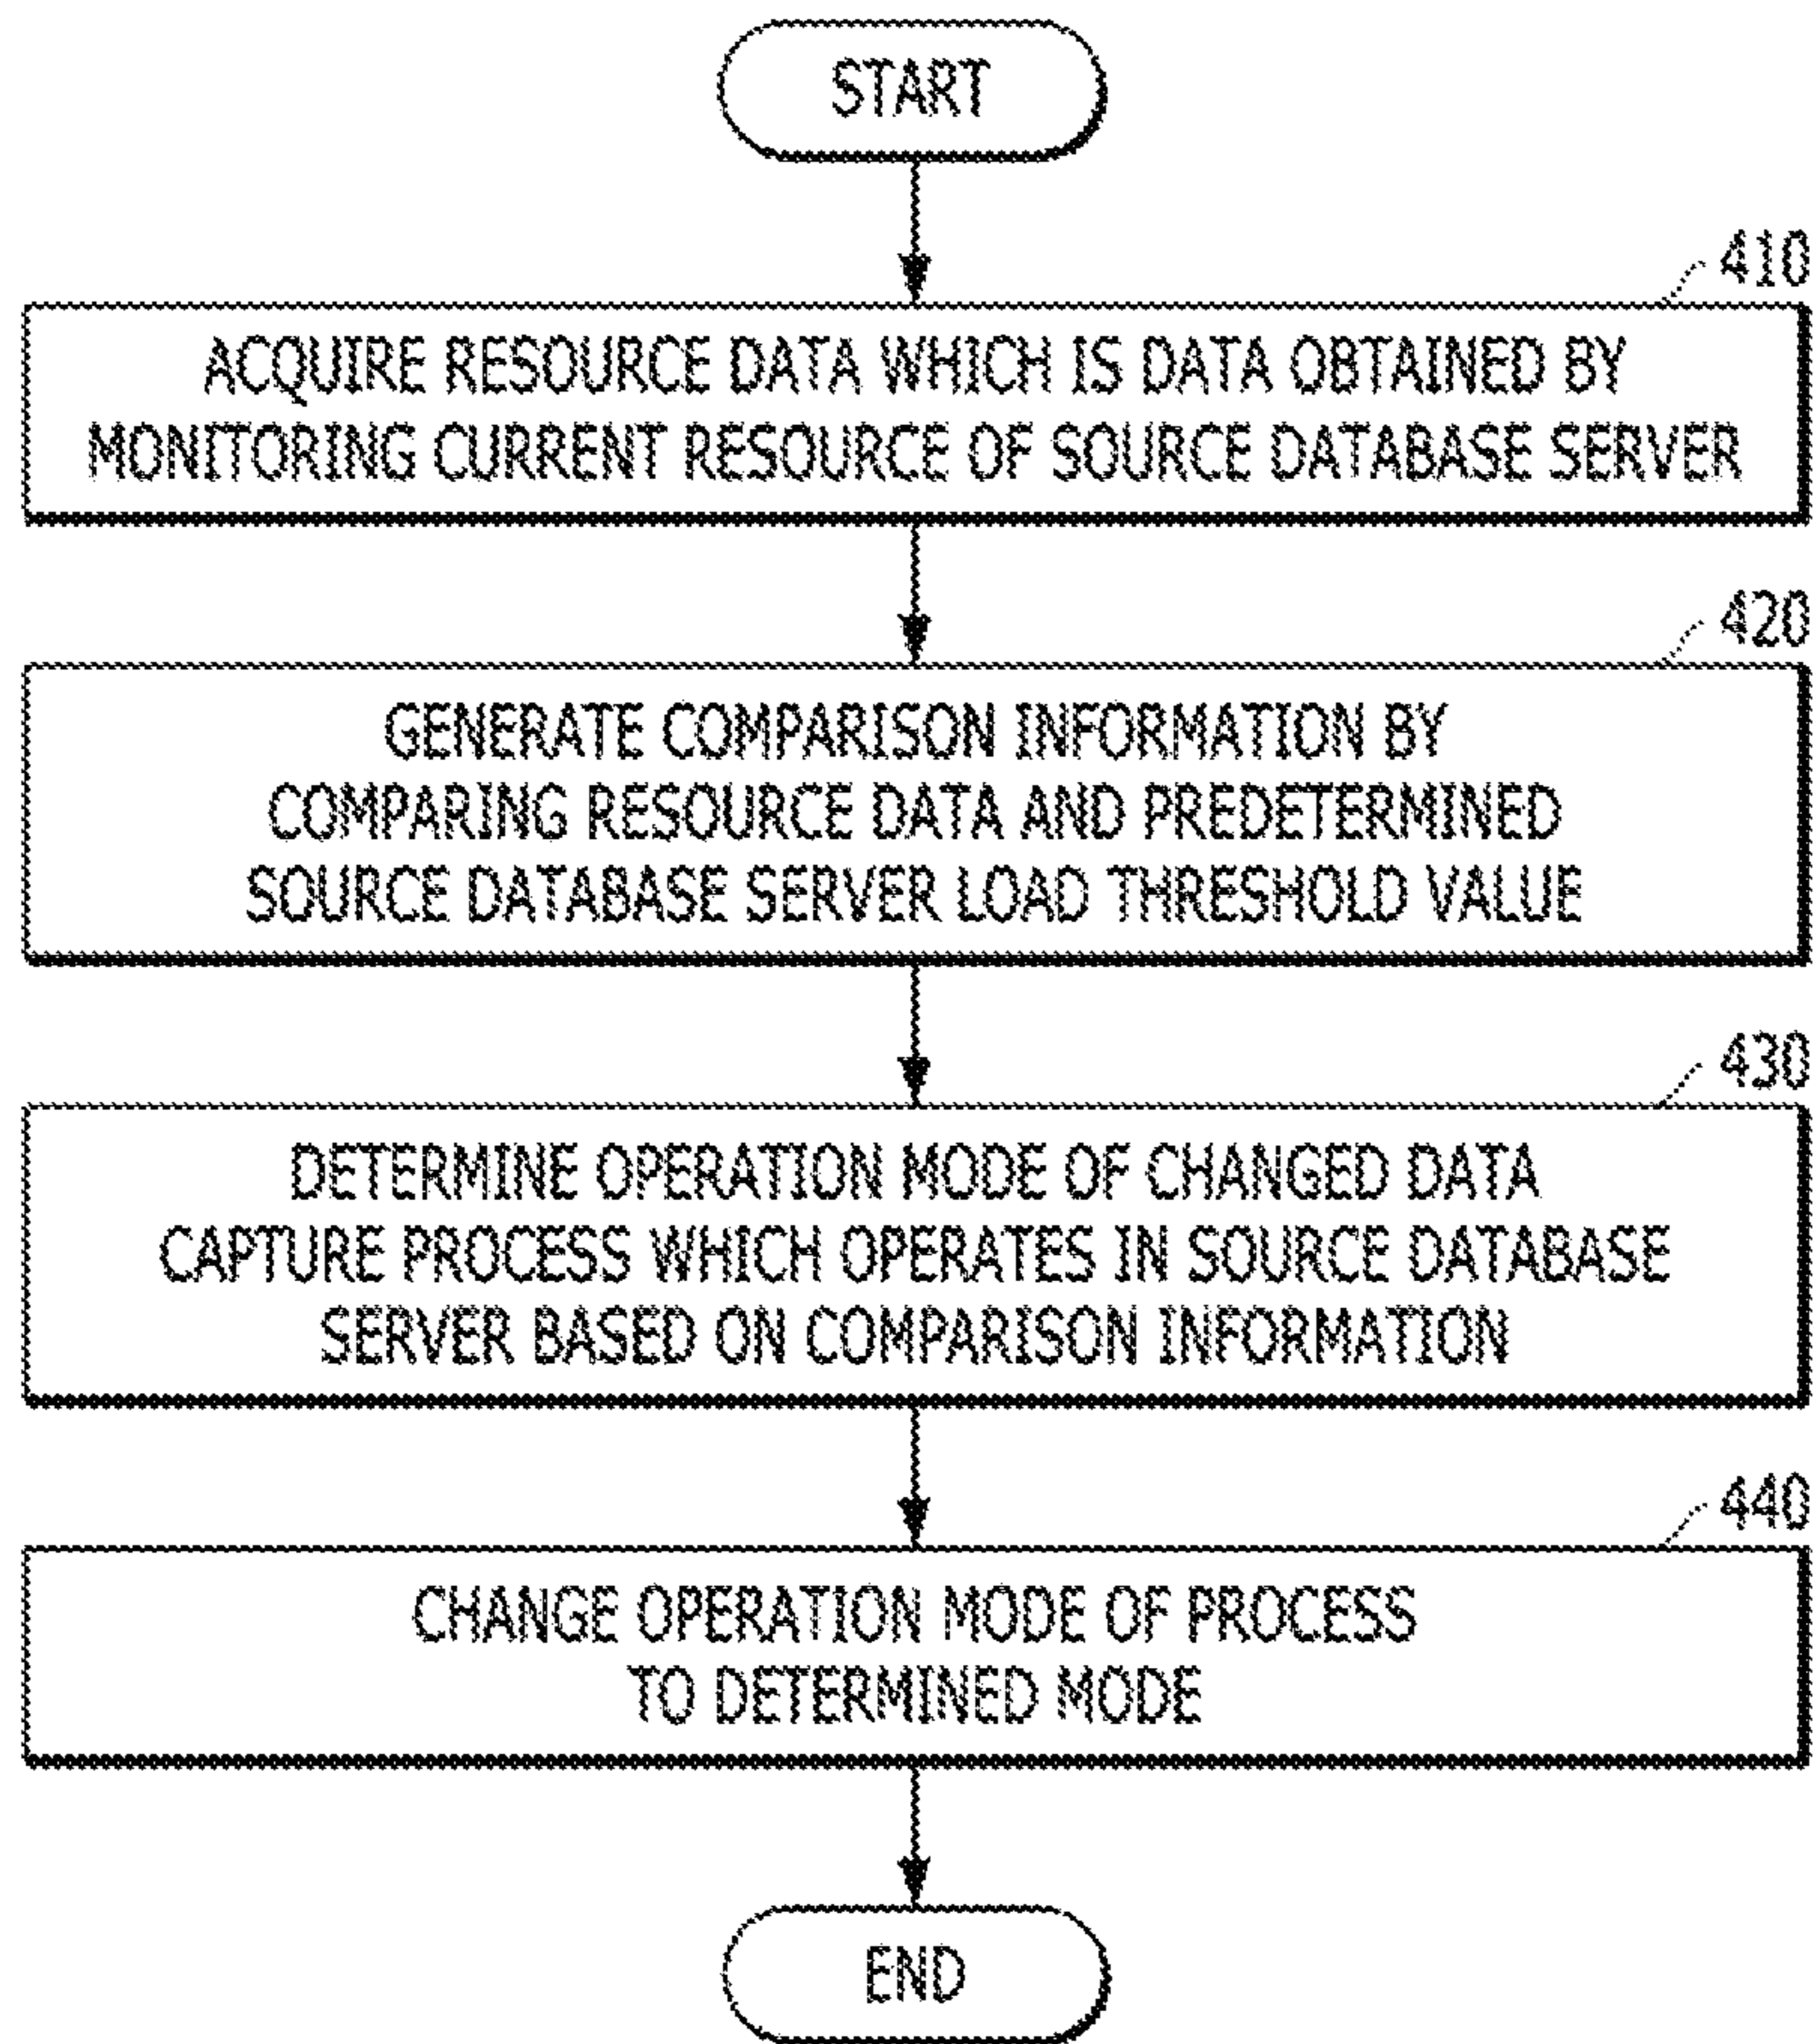 START
410
ACQUIRE RESOURCE DATA WHICH IS DATA OBTAINED BY
MONITORING CURRENT RESOURCE OF SOURCE DATABASE SERVER
420
GENERATE COMPARISON INFORMATION BY
COMPARING RESOURCE DATA AND PREDETERMINED
SOURCE DATABASE SERVER LOAD THRESHOLD VALUE
430
DETERMINE OPERATION MODE OF CHANGED DATA
CAPTURE PROCESS WHICH OPERATES IN SOURCE DATABASE
SERVER BASED ON COMPARISON INFORMATION
440
CHANGE OPERATION MODE OF PROCESS
TO DETERMINED MODE
END